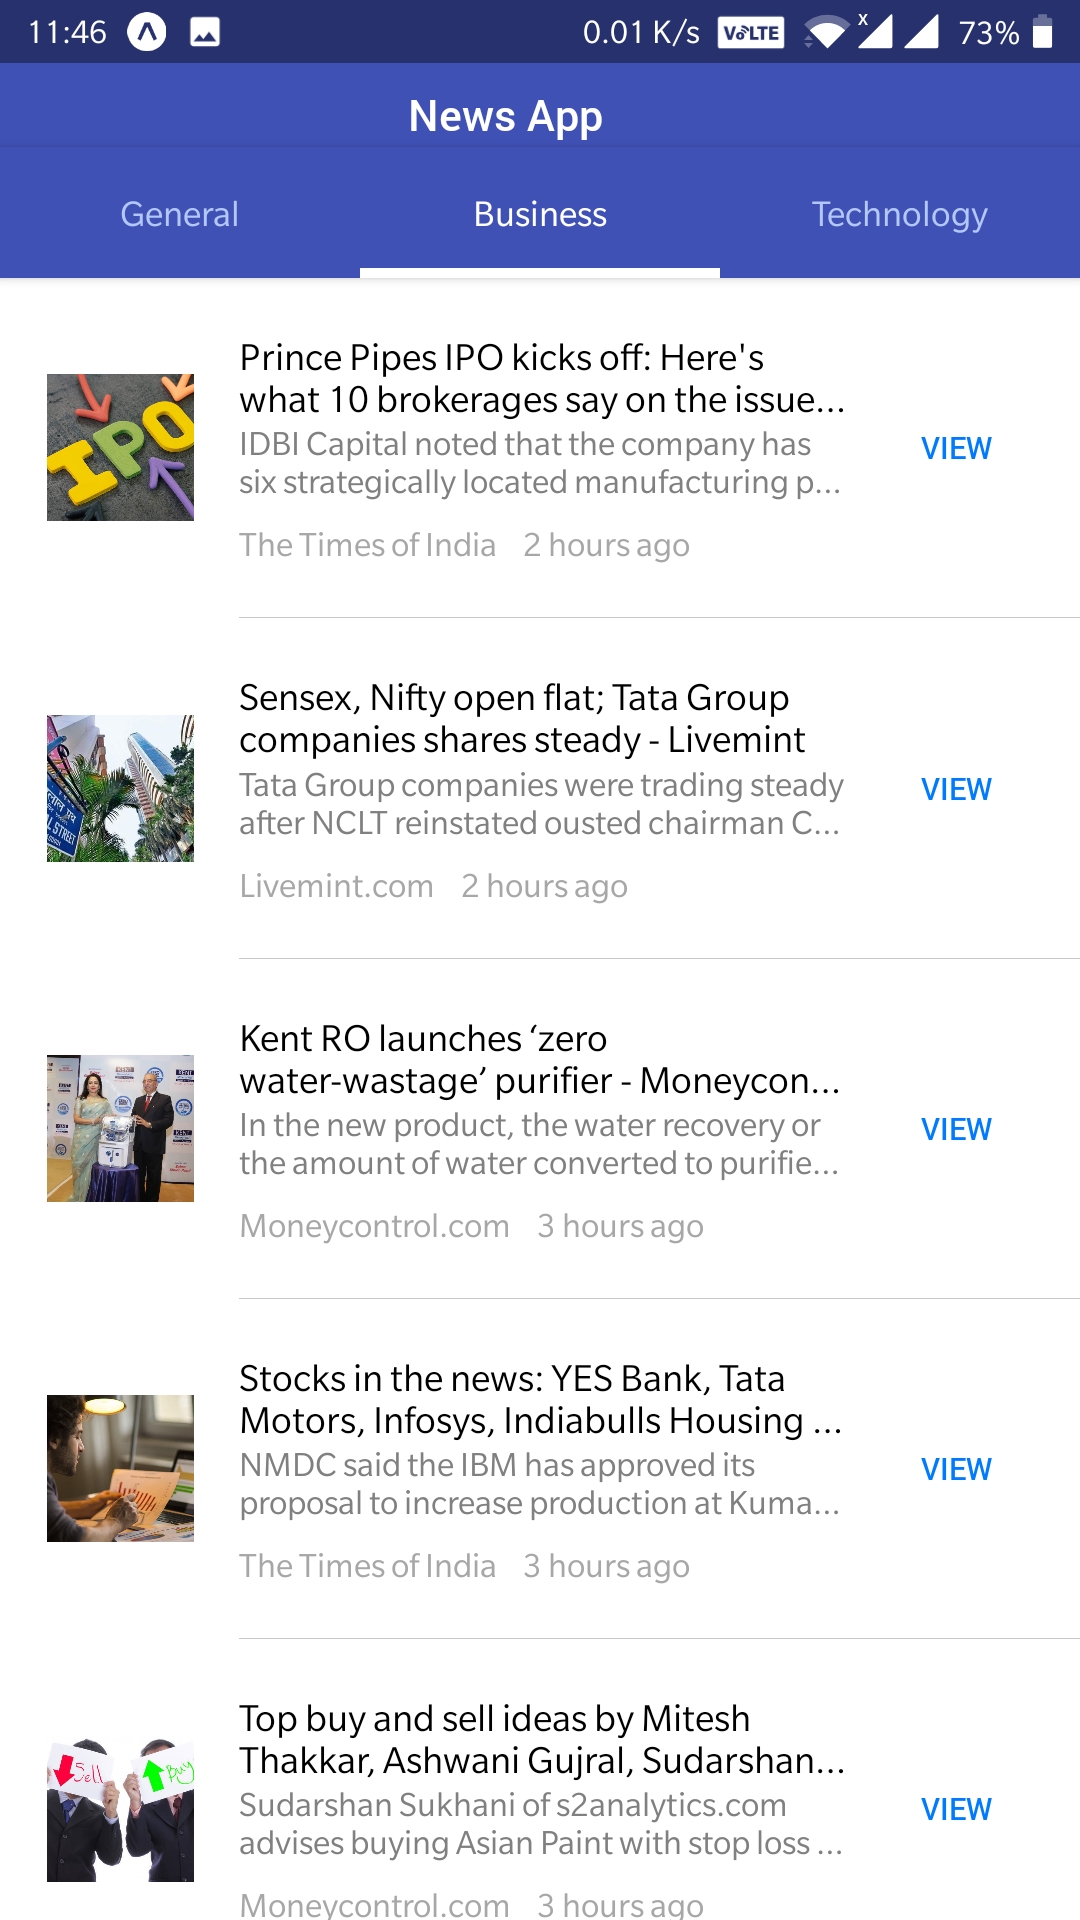 11:46 0.01 K/s VoLTE x 73%
News App
General Business Technology
Prince Pipes IPO kicks off: Here's
what 10 brokerages say on the issue...
IDBI Capital noted that the company has
six strategically located manufacturing p...
VIEW
The Times of India 2 hours ago
IPO
Sensex, Nifty open flat; Tata Group
companies shares steady - Livemint
Tata Group companies were trading steady
after NCLT reinstated ousted chairman C...
VIEW
Livemint.com 2 hours ago
STREET
Kent RO launches ‘zero
water-wastage’ purifier - Moneycon...
In the new product, the water recovery or
the amount of water converted to purifie...
VIEW
Moneycontrol.com 3 hours ago
KENT
Stocks in the news: YES Bank, Tata
Motors, Infosys, Indiabulls Housing ...
NMDC said the IBM has approved its
proposal to increase production at Kuma...
VIEW
The Times of India 3 hours ago
Top buy and sell ideas by Mitesh
Thakkar, Ashwani Gujral, Sudarshan...
Sudarshan Sukhani of s2analytics.com
advises buying Asian Paint with stop loss ...
VIEW
Sell Buy
Moneycontrol.com 3 hours ago